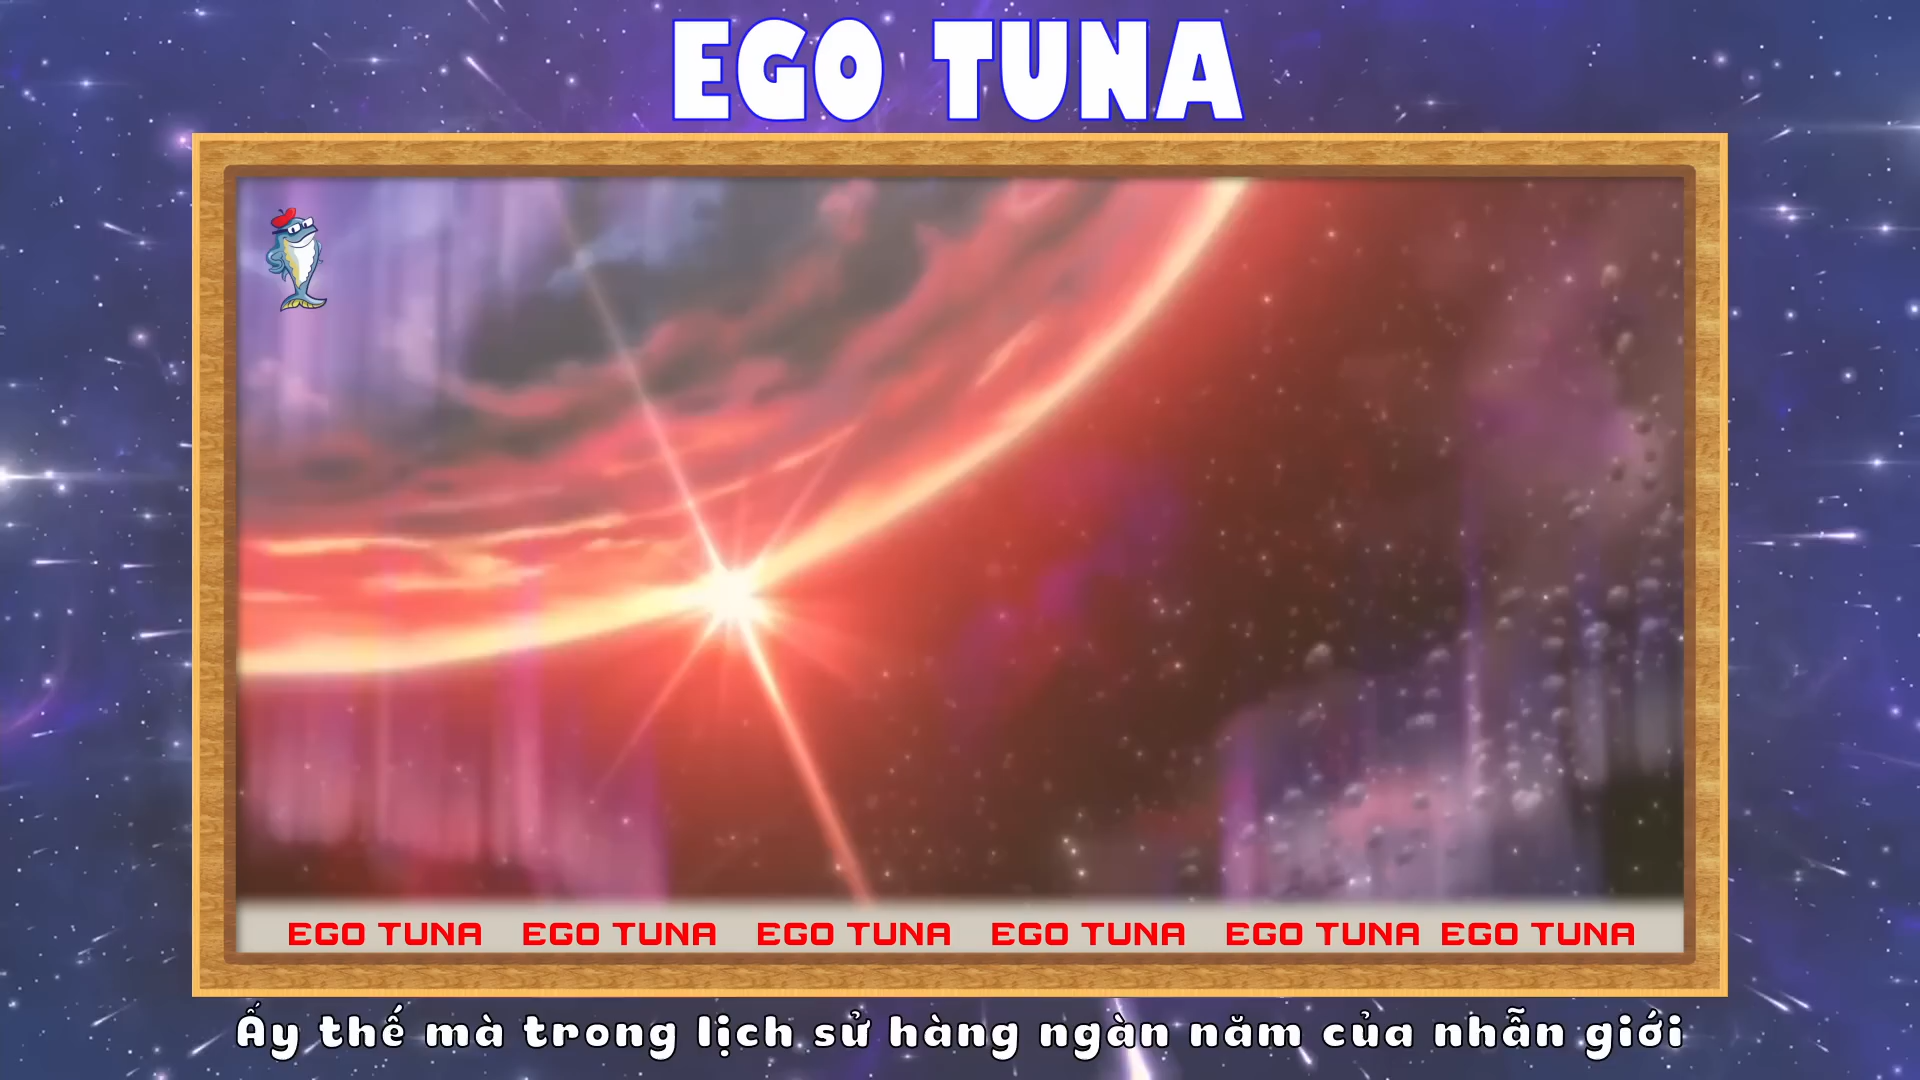 EGO TUNA
EGO TUNA EGO TUNA EGO TUNA EGO TUNA EGO TUNA EGO TUNA
Ấy thế mà trong lịch sử hàng ngàn năm của nhẫn giới